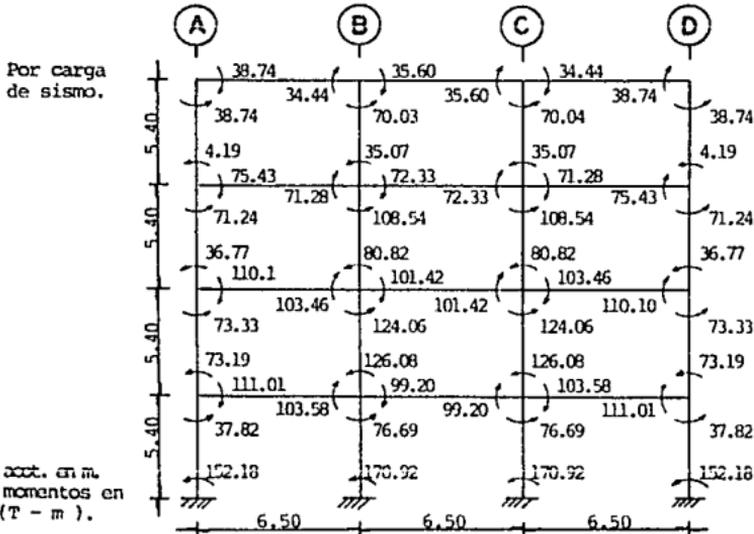 A B C D
Por carga
de sismo.
38.74 35.60 34.44
34.44 35.60 38.74
38.74 70.03 70.04 38.74
5.40
4.19 35.07 35.07 4.19
75.43 72.33 71.28
71.28 72.33 75.43
71.24 108.54 108.54 71.24
5.40
36.77 80.82 80.82 36.77
110.1 101.42 103.46
103.46 101.42 110.10
73.33 124.06 124.06 73.33
5.40
73.19 126.08 126.08 73.19
111.01 99.20 103.58
103.58 99.20 111.01
37.82 76.69 76.69 37.82
5.40
152.18 170.92 170.92 152.18
en m.
momentos en
(T - m ).
6.50 6.50 6.50